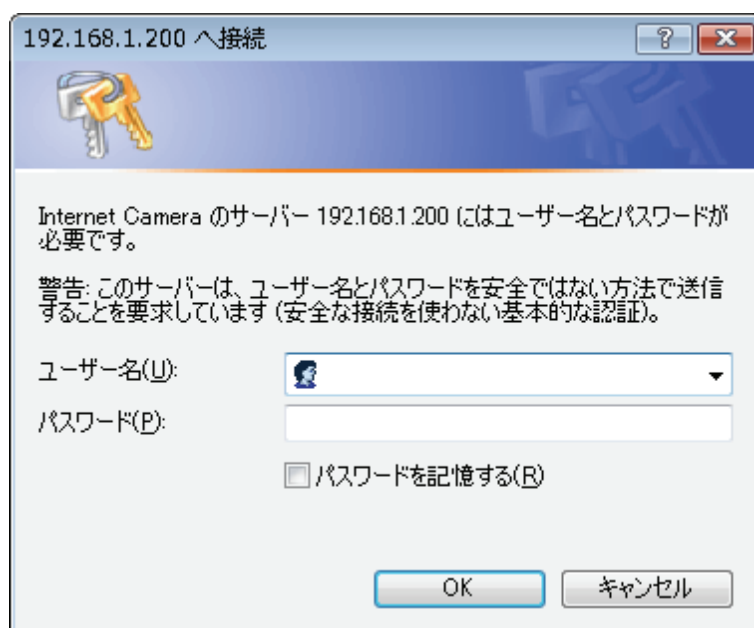 192.168.1.200 へ接続
Internet Camera のサーバー 192.168.1.200 にはユーザー名とパスワードが
必要です。
警告: このサーバーは、ユーザー名とパスワードを安全ではない方法で送信
することを要求しています (安全な接続を使わない基本的な認証)。
ユーザー名(U):
パスワード(P):
パスワードを記憶する(R)
OK キャンセル